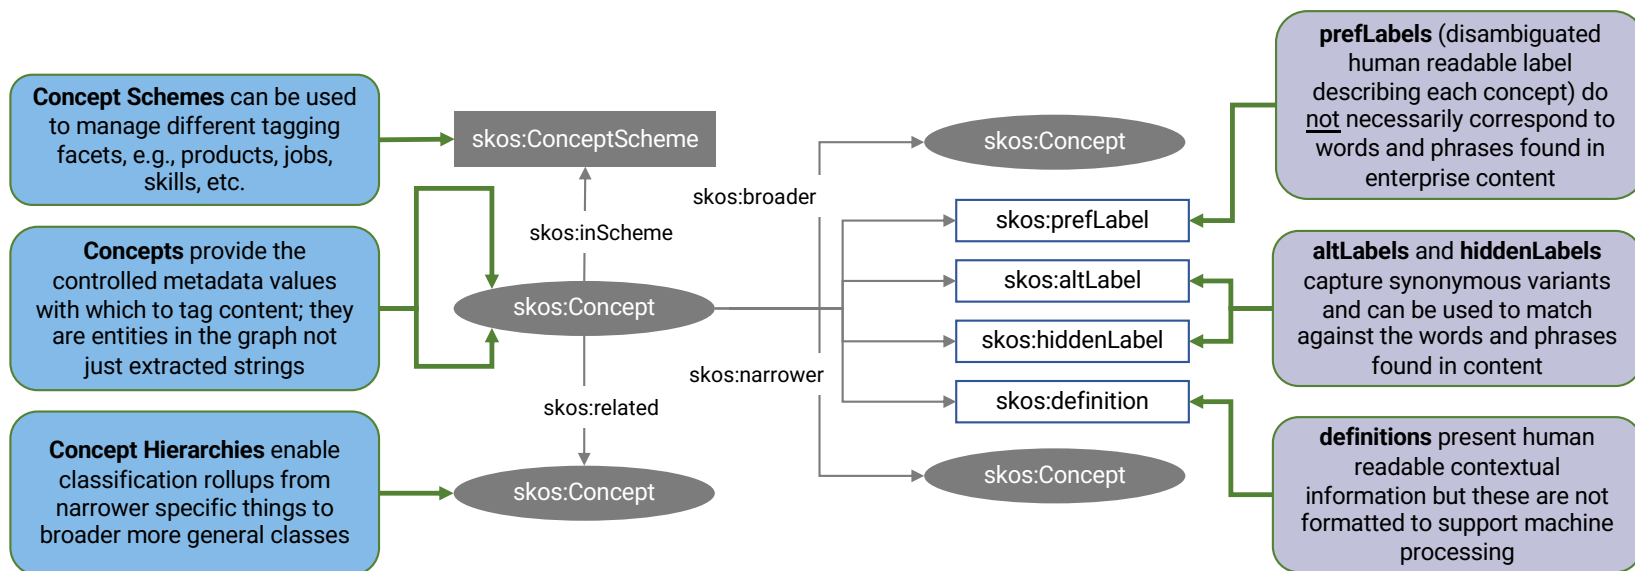 Concept Schemes can be used
to manage different tagging
facets, e.g., products, jobs,
skills, etc.
Concepts provide the
controlled metadata values
with which to tag content; they
are entities in the graph not
just extracted strings
Concept Hierarchies enable
classification rollups from
narrower specific things to
broader more general classes
skos:ConceptScheme
skos:inScheme
skos:Concept
skos:related
skos:Concept
skos:broader
skos:narrower
skos:Concept
skos:prefLabel
skos:altLabel
skos:hiddenLabel
skos:definition
skos:Concept
prefLabels (disambiguated
human readable label
describing each concept) do
not necessarily correspond to
words and phrases found in
enterprise content
altLabels and hiddenLabels
capture synonymous variants
and can be used to match
against the words and phrases
found in content
definitions present human
readable contextual
information but these are not
formatted to support machine
processing